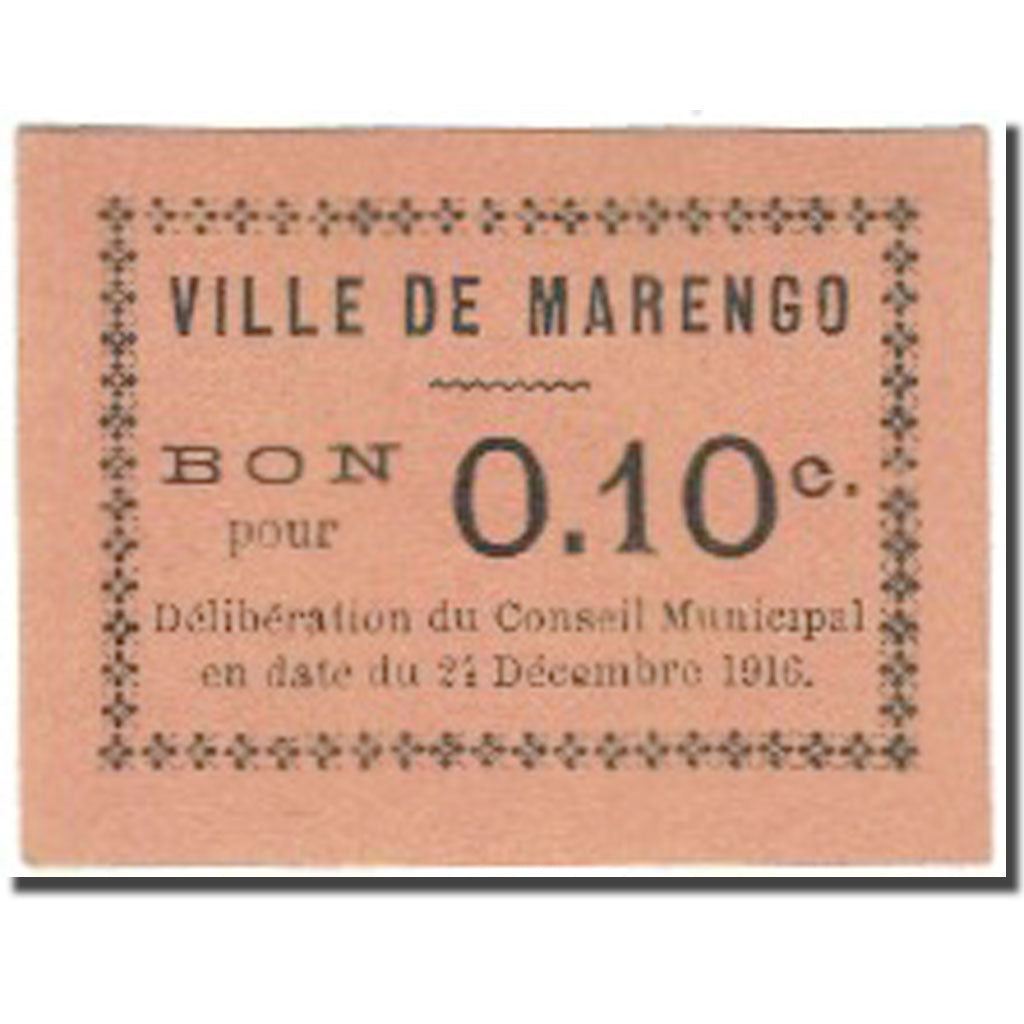 VILLE DE MARENGO
BON pour 0.10c.
Délibération du Conseil Municipal
en date du 24 Décembre 1916.